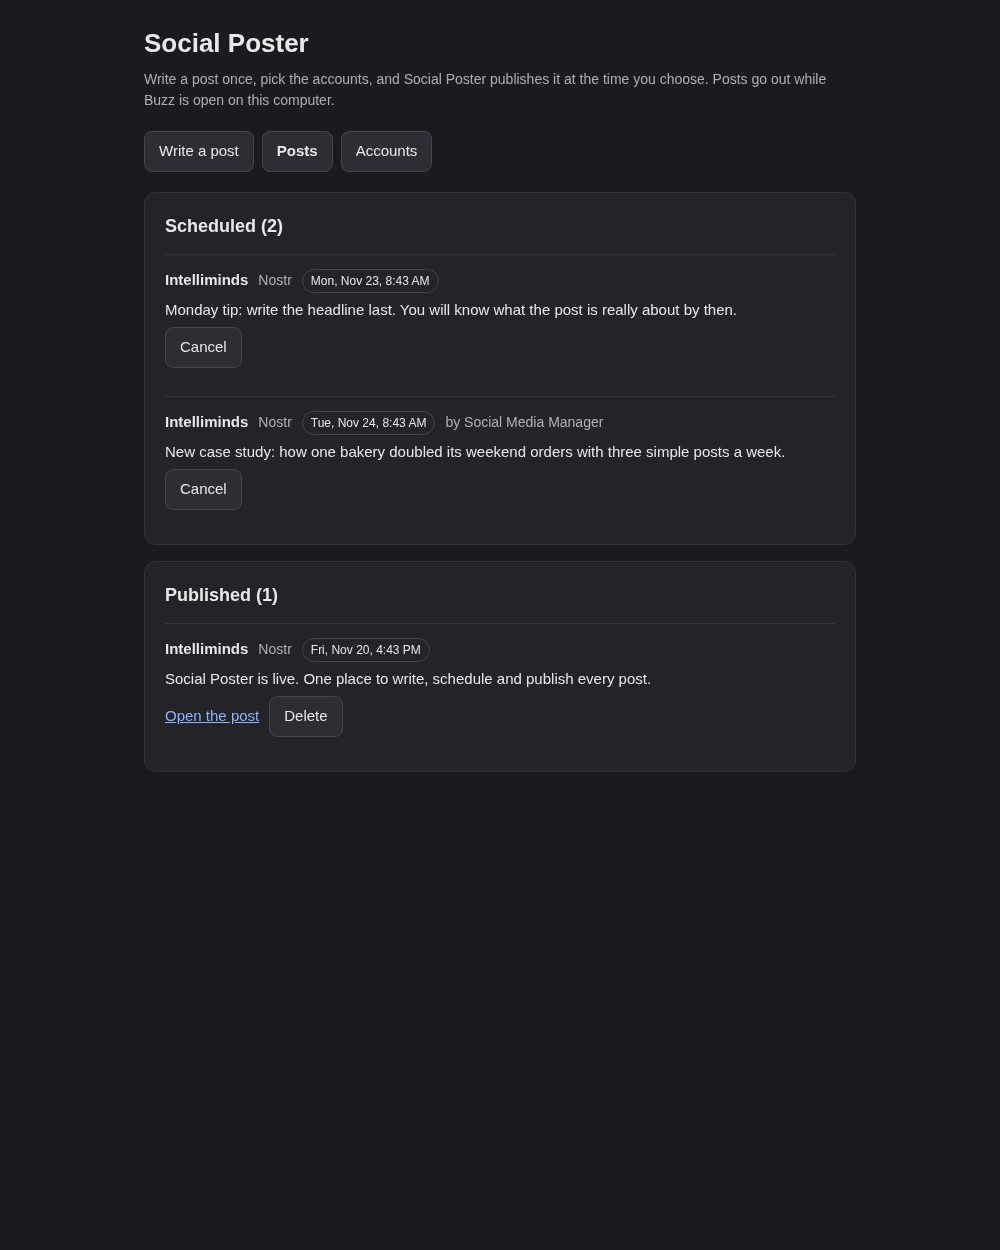 Social Poster
Write a post once, pick the accounts, and Social Poster publishes it at the time you choose. Posts go out while
Buzz is open on this computer.
Write a post Posts Accounts
Scheduled (2)
Intelliminds Nostr Mon, Nov 23, 8:43 AM
Monday tip: write the headline last. You will know what the post is really about by then.
Cancel
Intelliminds Nostr Tue, Nov 24, 8:43 AM by Social Media Manager
New case study: how one bakery doubled its weekend orders with three simple posts a week.
Cancel
Published (1)
Intelliminds Nostr Fri, Nov 20, 4:43 PM
Social Poster is live. One place to write, schedule and publish every post.
Open the post Delete